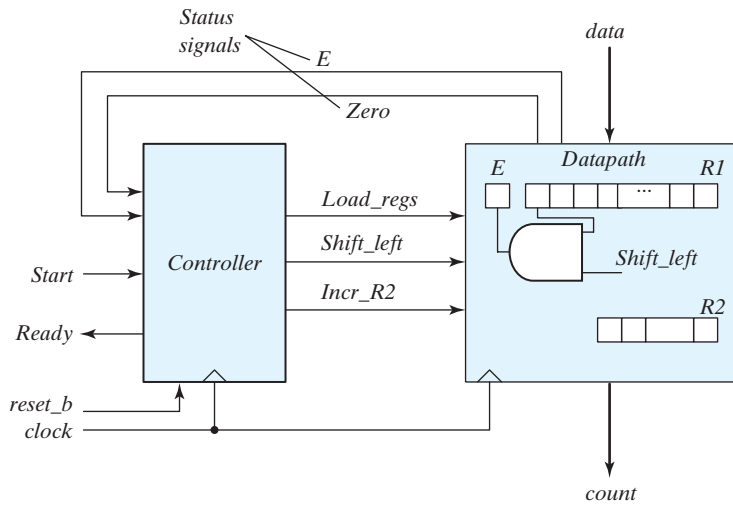 Status
signals
E
Zero
data
Datapath
E
R1
...
Load_regs
Shift_left
Shift_left
Controller
Incr_R2
Start
Ready
R2
reset_b
clock
count